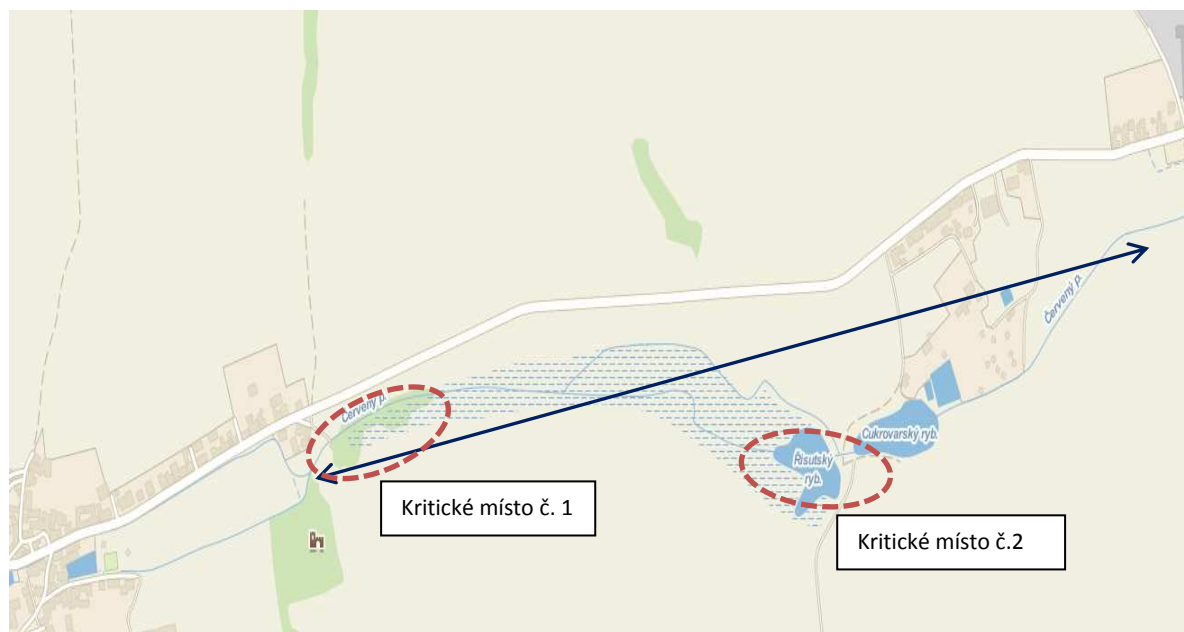 Červený p.
Červený p.
Cukrovarský ryb.
Řisutský
ryb.
Kritické místo č. 1
Kritické místo č.2